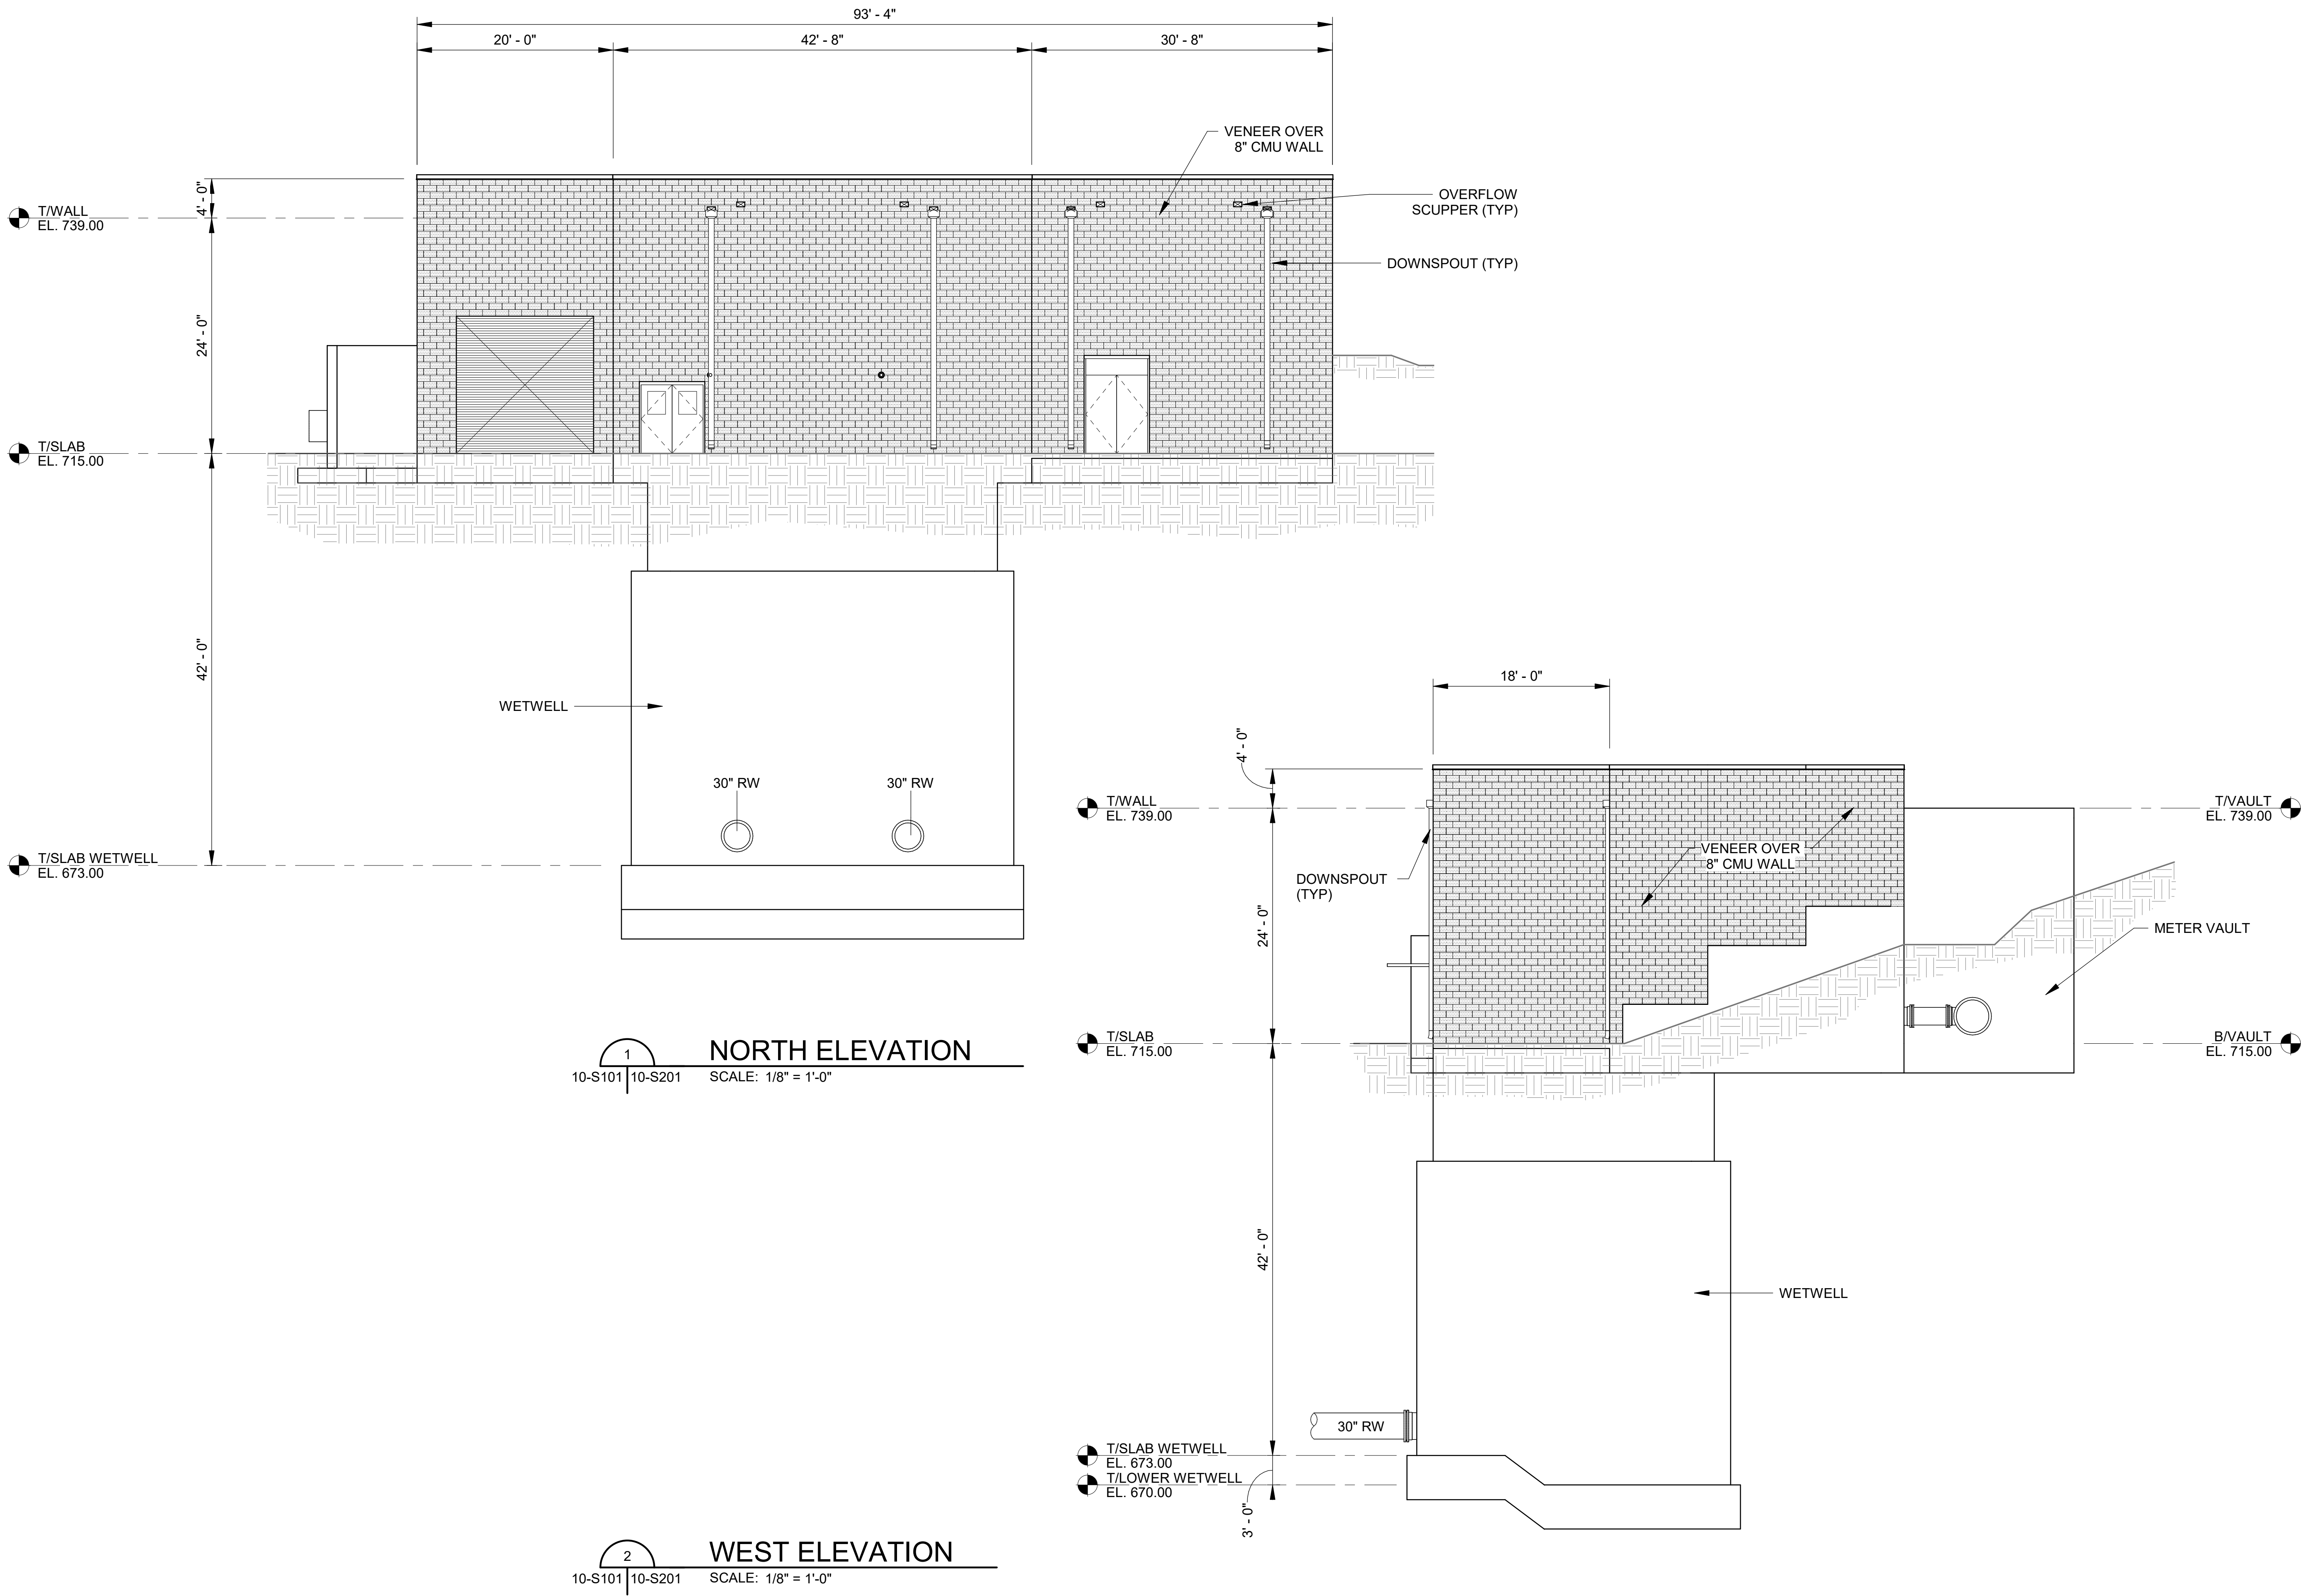 93' - 4"
20' - 0"
42' - 8"
30' - 8"
VENEER OVER
8" CMU WALL
OVERFLOW
SCUPPER (TYP)
DOWNSPOUT (TYP)
4' - 0"
T/WALL
EL. 739.00
24' - 0"
T/SLAB
EL. 715.00
42' - 0"
WETWELL
30" RW
30" RW
T/SLAB WETWELL
EL. 673.00
1
10-S101
10-S201
NORTH ELEVATION
SCALE: 1/8" = 1'-0"
18' - 0"
4' - 0"
T/WALL
EL. 739.00
T/VAULT
EL. 739.00
VENEER OVER
8" CMU WALL
DOWNSPOUT
(TYP)
24' - 0"
METER VAULT
T/SLAB
EL. 715.00
B/VAULT
EL. 715.00
42' - 0"
WETWELL
30" RW
T/SLAB WETWELL
EL. 673.00
T/LOWER WETWELL
EL. 670.00
3' - 0"
2
10-S101
10-S201
WEST ELEVATION
SCALE: 1/8" = 1'-0"